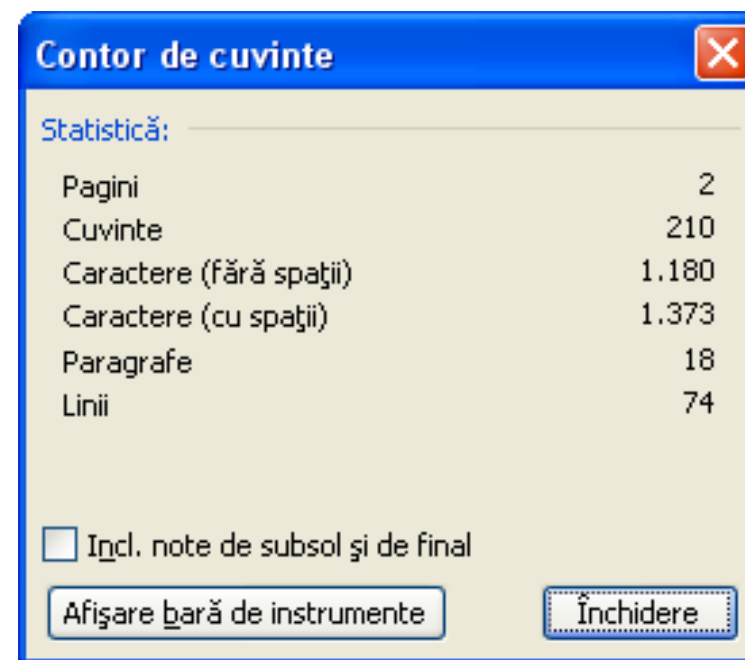 Contor de cuvinte
Statistică:
Pagini 2
Cuvinte 210
Caractere (fără spaţii) 1.180
Caractere (cu spaţii) 1.373
Paragrafe 18
Linii 74
Incl. note de subsol şi de final
Afişare bară de instrumente Închidere